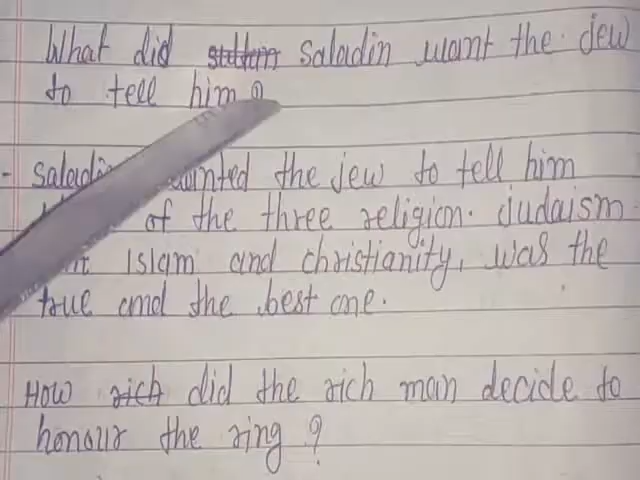 What did Saladin want the Jew
to tell him?
- Saladin wanted the jew to tell him
of the three religion. Judaism
Islam and christianity, was the
true and the best one.
How rich did the rich man decide to
honour the ring ?